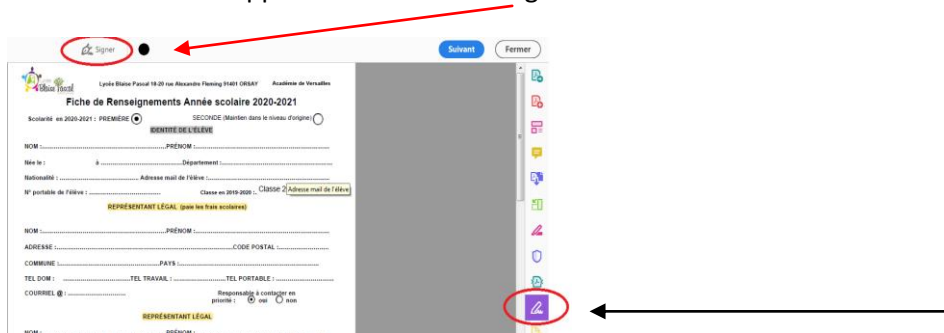 Signer
Suivant
Fermer
Blaise Pascal
Lycée Blaise Pascal 18-20 rue Alexandre Fleming 91401 ORSAY Académie de Versailles
Fiche de Renseignements Année scolaire 2020-2021
Scolarité en 2020-2021 : PREMIÈRE SECONDE (Maintien dans le niveau d'origine)
IDENTITÉ DE L'ÉLÈVE
NOM :..........PRÉNOM :..........
Née le : à ..........Département :..........
Nationalité : .......... Adresse mail de l'élève :..........
N° portable de l'élève : .......... Classe en 2019-2020 :.. Classe 2 Adresse mail de l'élève
REPRÉSENTANT LÉGAL (paie les frais scolaires)
NOM :..........PRÉNOM :..........
ADRESSE :..........CODE POSTAL :..........
COMMUNE :..........PAYS :..........
TEL DOM : ..........TEL TRAVAIL : ..........TEL PORTABLE : ..........
COURRIEL @ : .......... Responsable à contacter en
priorité : oui non
REPRÉSENTANT LÉGAL
NOM :..........PRÉNOM :..........